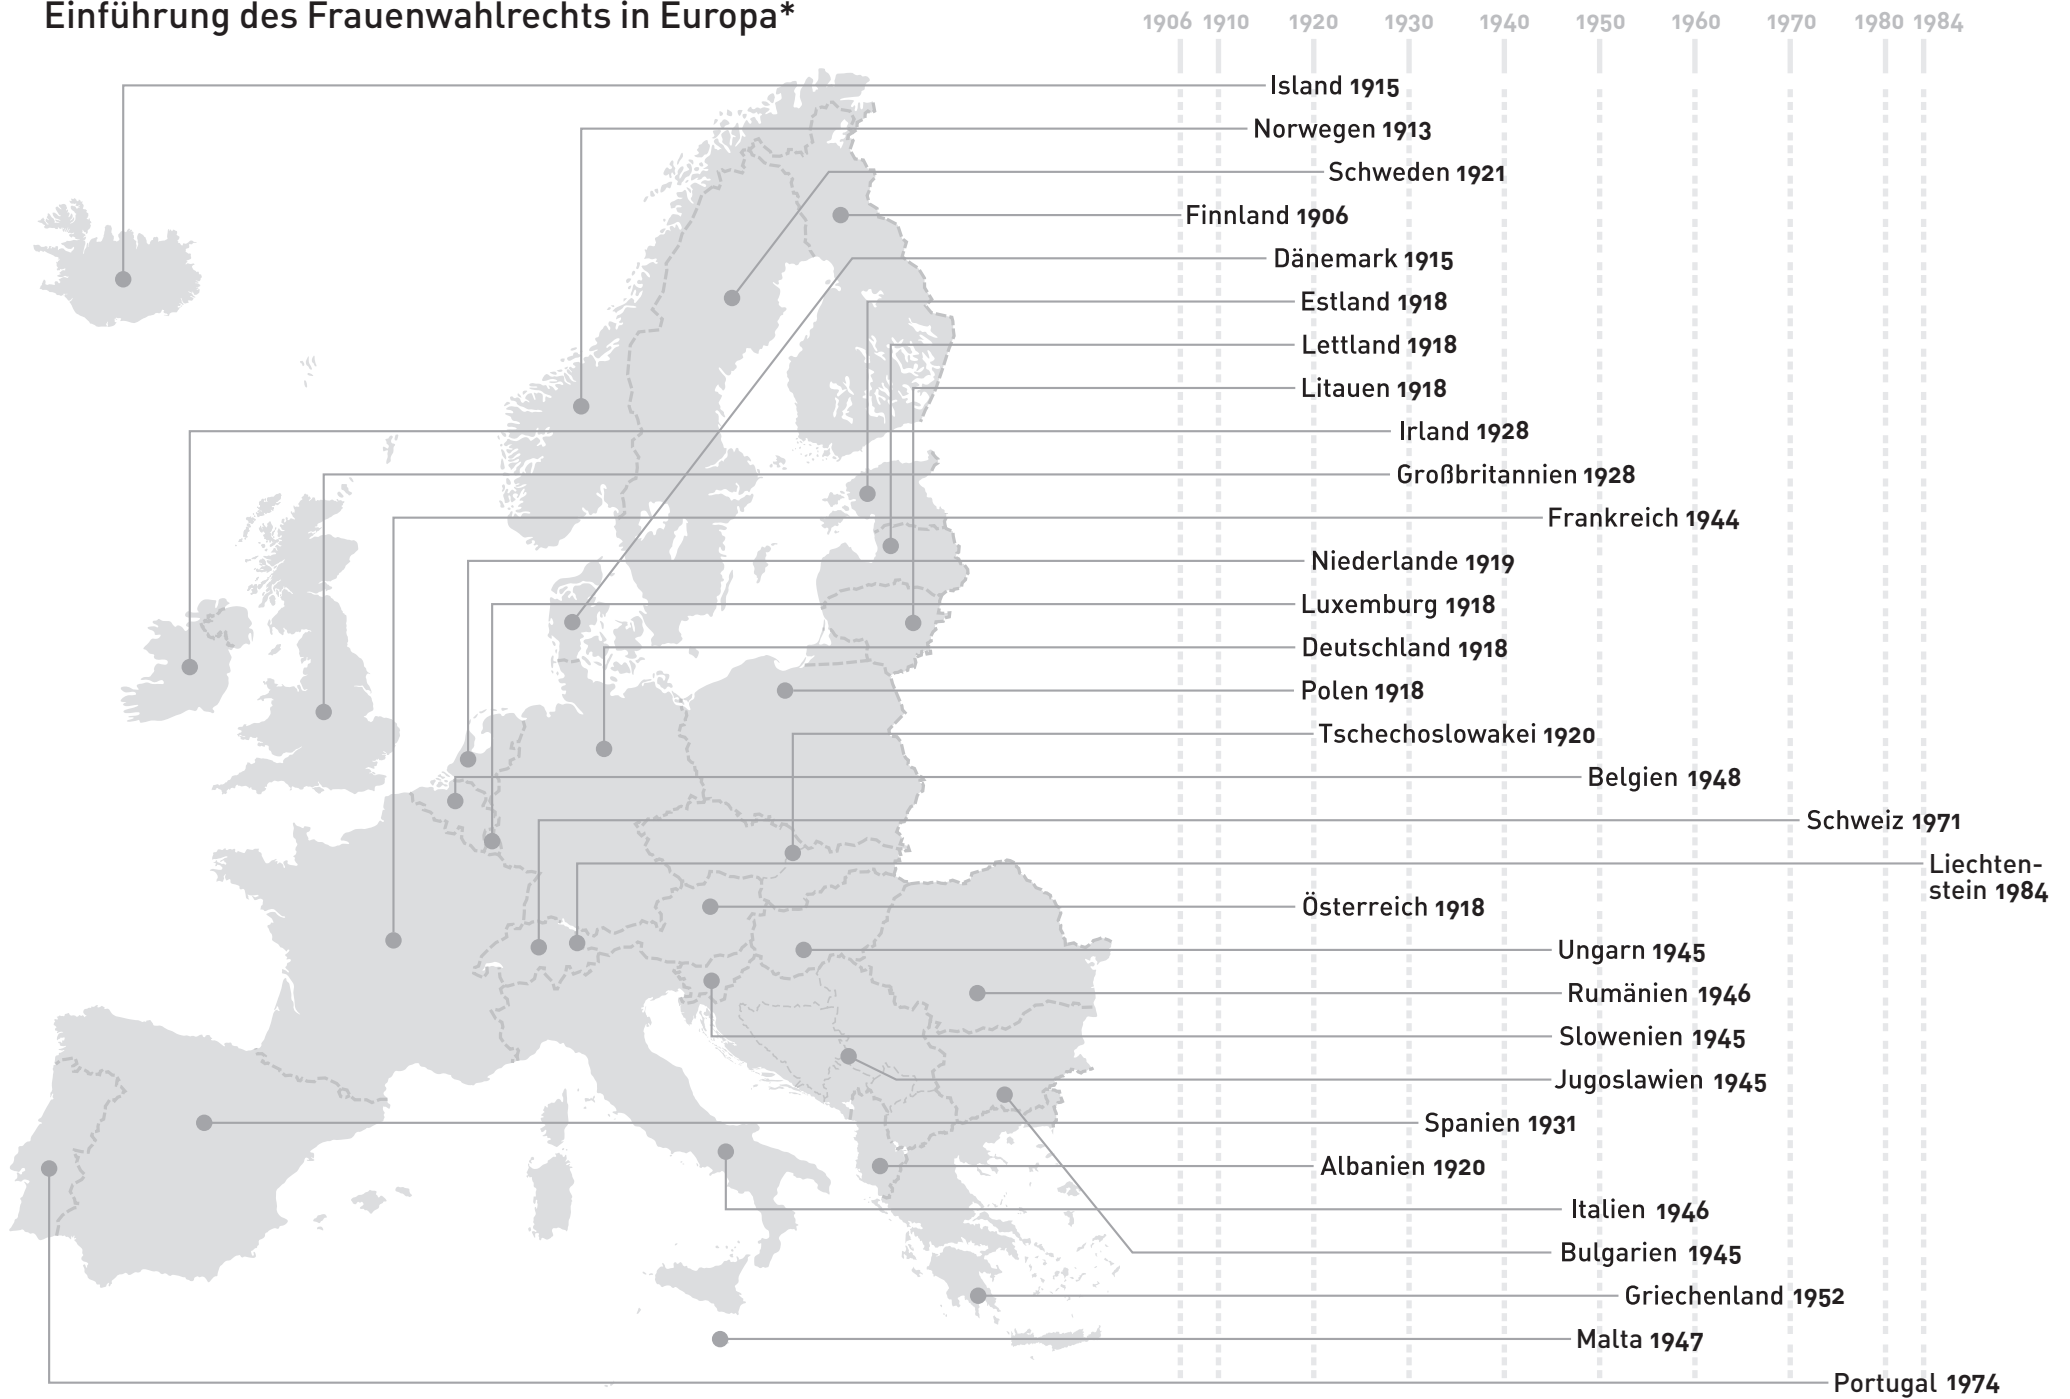 Einführung des Frauenwahlrechts in Europa*
1906 1910 1920 1930 1940 1950 1960 1970 1980 1984
Island 1915
Norwegen 1913
Schweden 1921
Finnland 1906
Dänemark 1915
Estland 1918
Lettland 1918
Litauen 1918
Irland 1928
Großbritannien 1928
Frankreich 1944
Niederlande 1919
Luxemburg 1918
Deutschland 1918
Polen 1918
Tschechoslowakei 1920
Belgien 1948
Schweiz 1971
Liechten-
stein 1984
Österreich 1918
Ungarn 1945
Rumänien 1946
Slowenien 1945
Jugoslawien 1945
Spanien 1931
Albanien 1920
Italien 1946
Bulgarien 1945
Griechenland 1952
Malta 1947
Portugal 1974